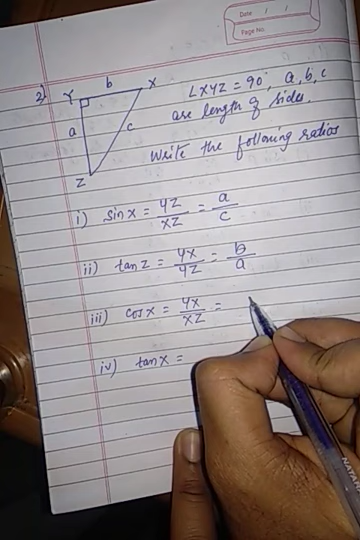 Date / /
Page No.
2)
Y b X
a c
Z
∠XYZ = 90°, a, b, c
are length of sides.
Write the following ratios
i) sin X = YZ/XZ = a/c
ii) tan Z = YX/YZ = b/a
iii) cos X = YX/XZ =
iv) tan X =
NATARAJ